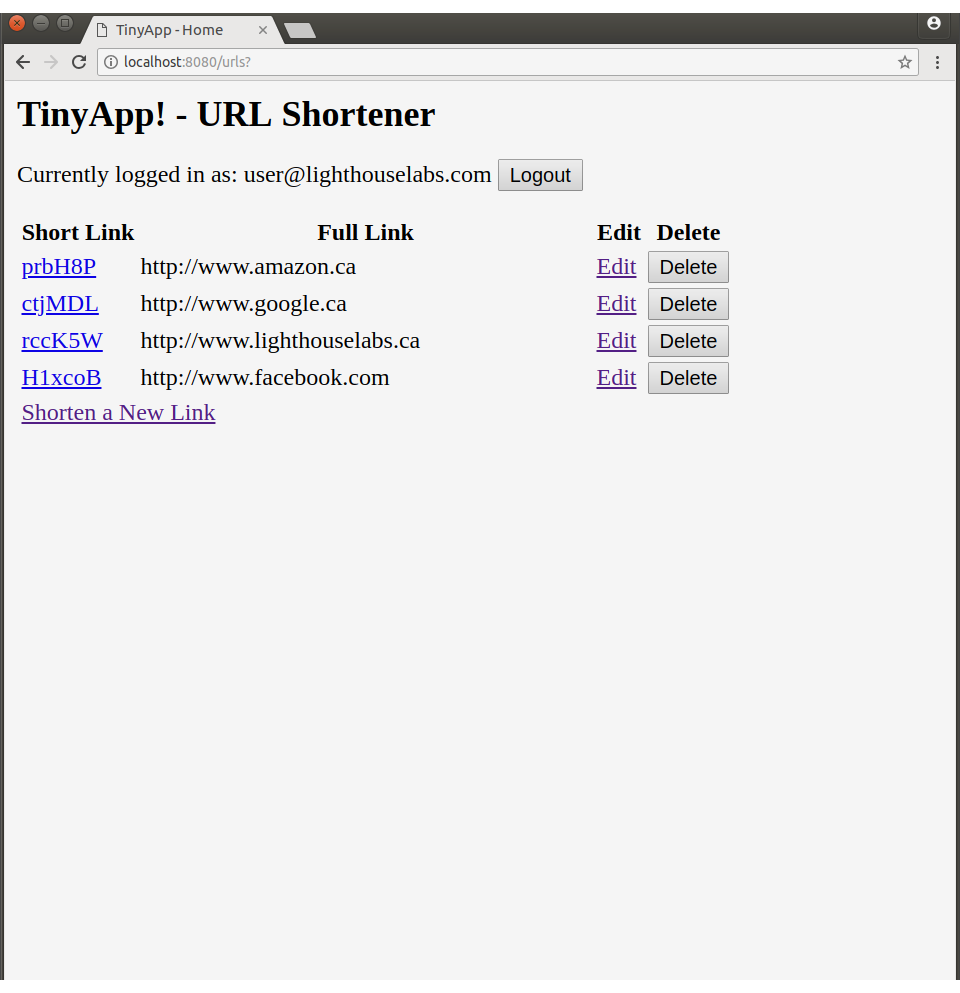 TinyApp - Home
localhost:8080/urls?
TinyApp! - URL Shortener
Currently logged in as: user@lighthouselabs.com Logout
Short Link Full Link Edit Delete
prbH8P http://www.amazon.ca Edit Delete
ctjMDL http://www.google.ca Edit Delete
rccK5W http://www.lighthouselabs.ca Edit Delete
H1xcoB http://www.facebook.com Edit Delete
Shorten a New Link